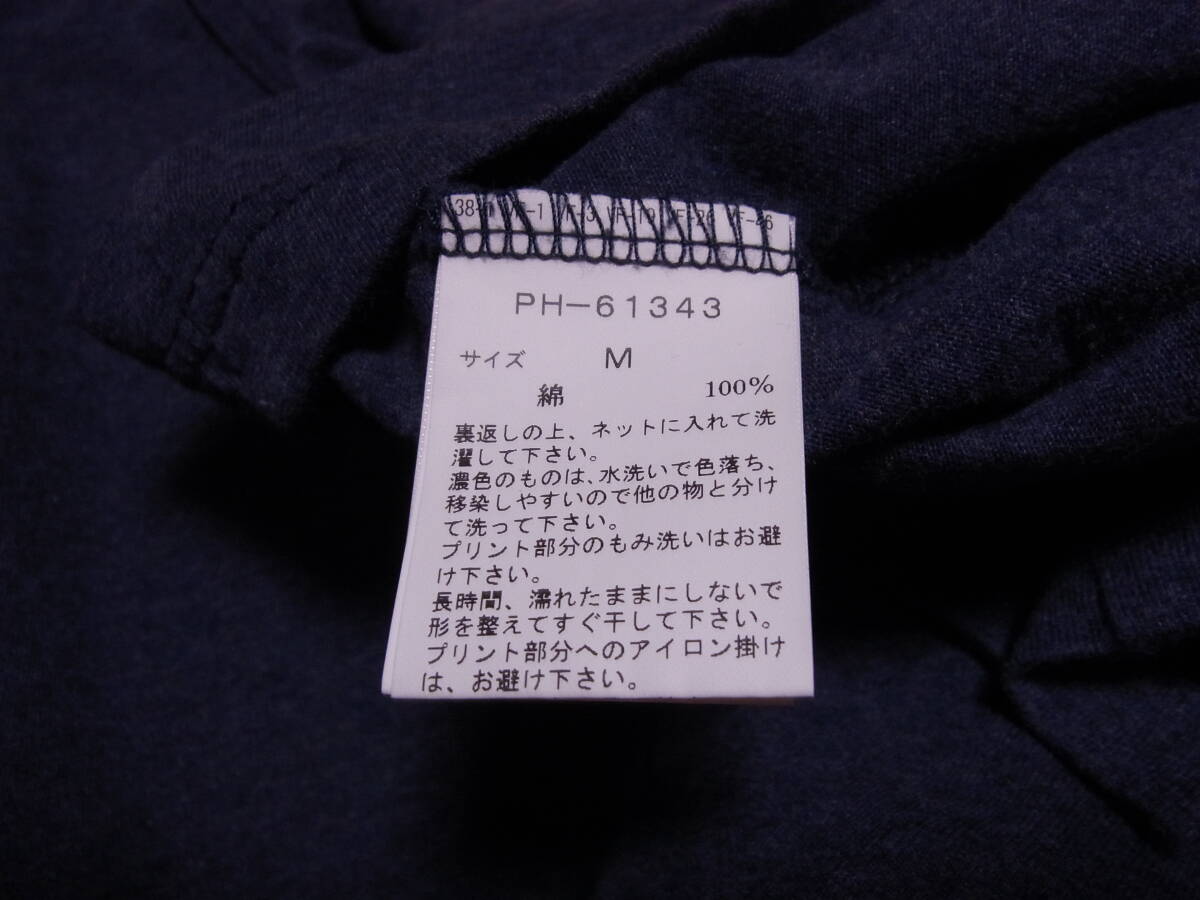 PH-61343
サイズ M
綿 100%
裏返しの上、ネットに入れて洗
濯して下さい。
濃色のものは、水洗いで色落ち、
移染しやすいので他の物と分け
て洗って下さい。
プリント部分のもみ洗いはお避
け下さい。
長時間、濡れたままにしないで
形を整えてすぐ干して下さい。
プリント部分へのアイロン掛け
は、お避け下さい。